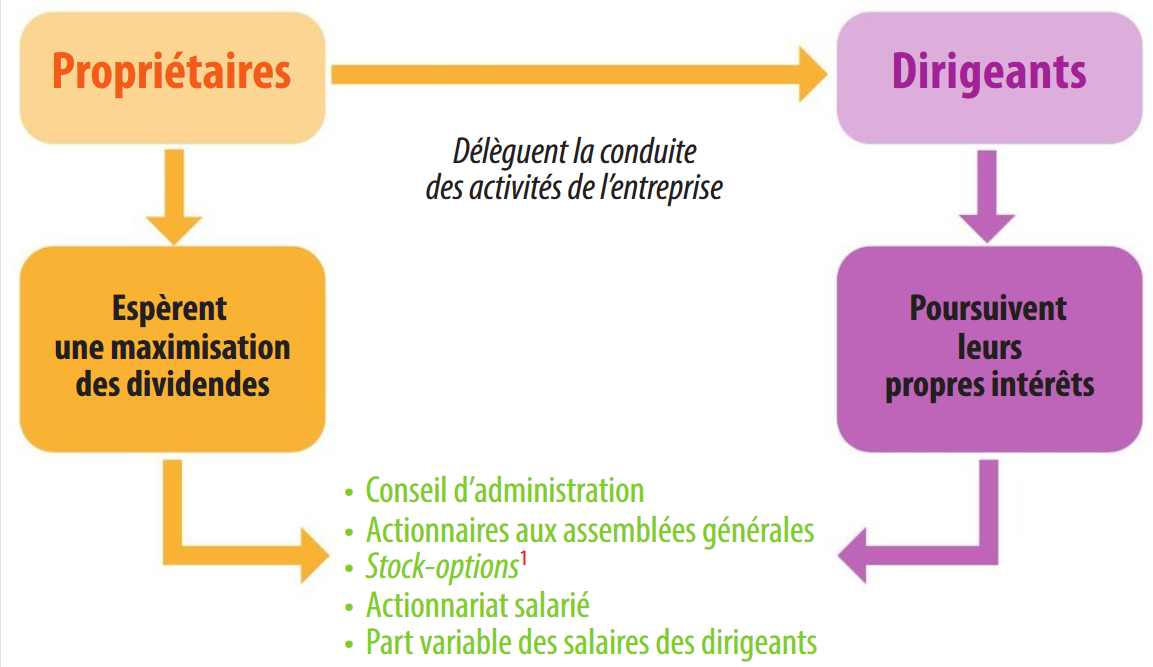 Propriétaires
Dirigeants
Délèguent la conduite
des activités de l'entreprise
Espèrent
une maximisation
des dividendes
Poursuivent
leurs
propres intérêts
• Conseil d'administration
• Actionnaires aux assemblées générales
• Stock-options¹
• Actionnariat salarié
• Part variable des salaires des dirigeants